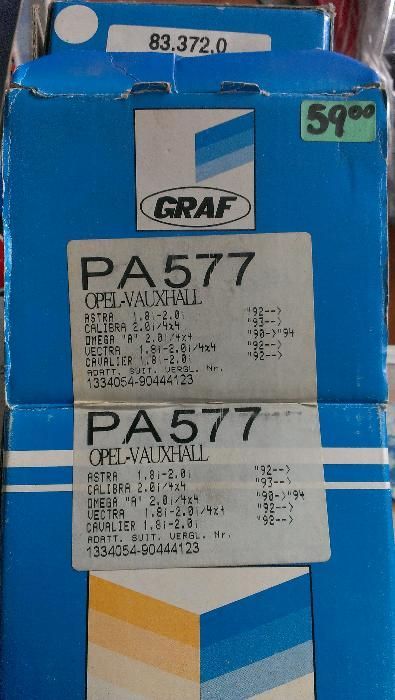 83.372.0
59 00
GRAF
PA577
OPEL-VAUXHALL
ASTRA 1.8i-2.0i "92-->
CALIBRA 2.0i/4x4 "93-->
OMEGA "A" 2.0i/4x4 "90->"94
VECTRA 1.8i-2.0i/4x4 "92-->
CAVALIER 1.8i-2.0i "92-->
ADATT. SUIT. VERGL. Nr.
1334054-90444123
PA577
OPEL-VAUXHALL
ASTRA 1.8i-2.0i "92-->
CALIBRA 2.0i/4x4 "93-->
OMEGA "A" 2.0i/4x4 "90->"94
VECTRA 1.8i-2.0i/4x4 "92-->
CAVALIER 1.8i-2.0i "92-->
ADATT. SUIT. VERGL. Nr.
1334054-90444123